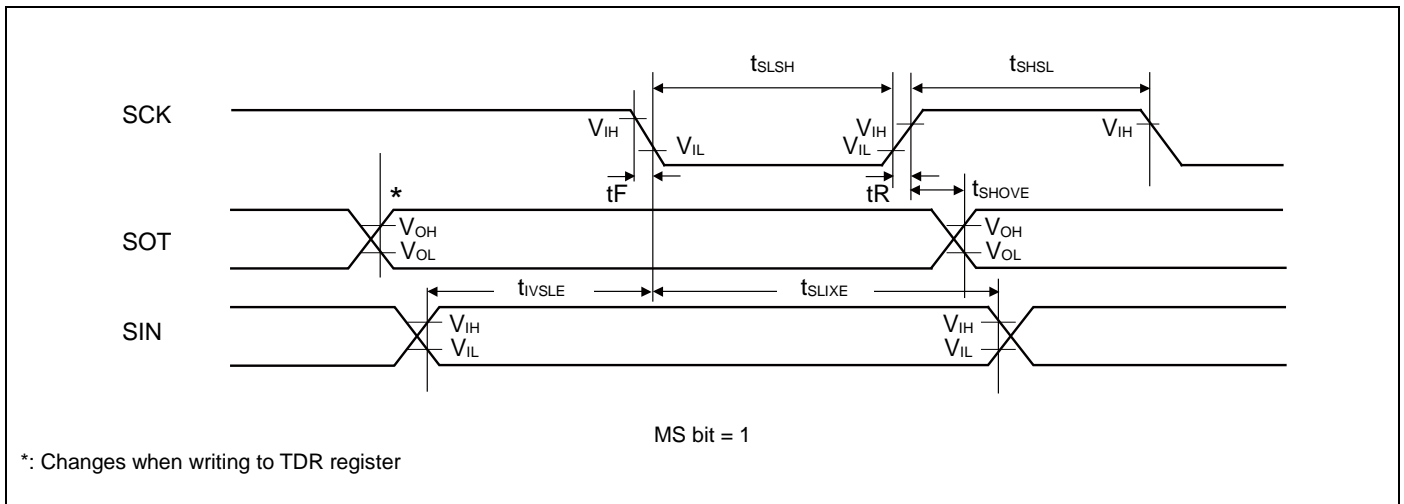 tSLSH tSHSL
SCK
VIH VIL VIH VIL VIH
tF tR tSHOVE
*
SOT
VOH VOH
VOL VOL
tIVSLE tSLIXE
SIN
VIH VIH
VIL VIL
MS bit = 1
*: Changes when writing to TDR register